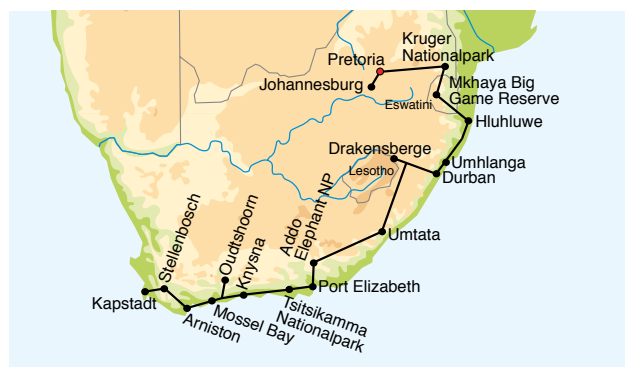 Kruger
Nationalpark
Pretoria
Johannesburg
Mkhaya Big
Game Reserve
Eswatini
Hluhluwe
Drakensberge
Lesotho
Umhlanga
Durban
Stellenbosch
Oudtshoorn
Knysna
Addo
Elephant NP
Umtata
Port Elizabeth
Kapstadt
Arniston
Mossel Bay
Tsitsikamma
Nationalpark